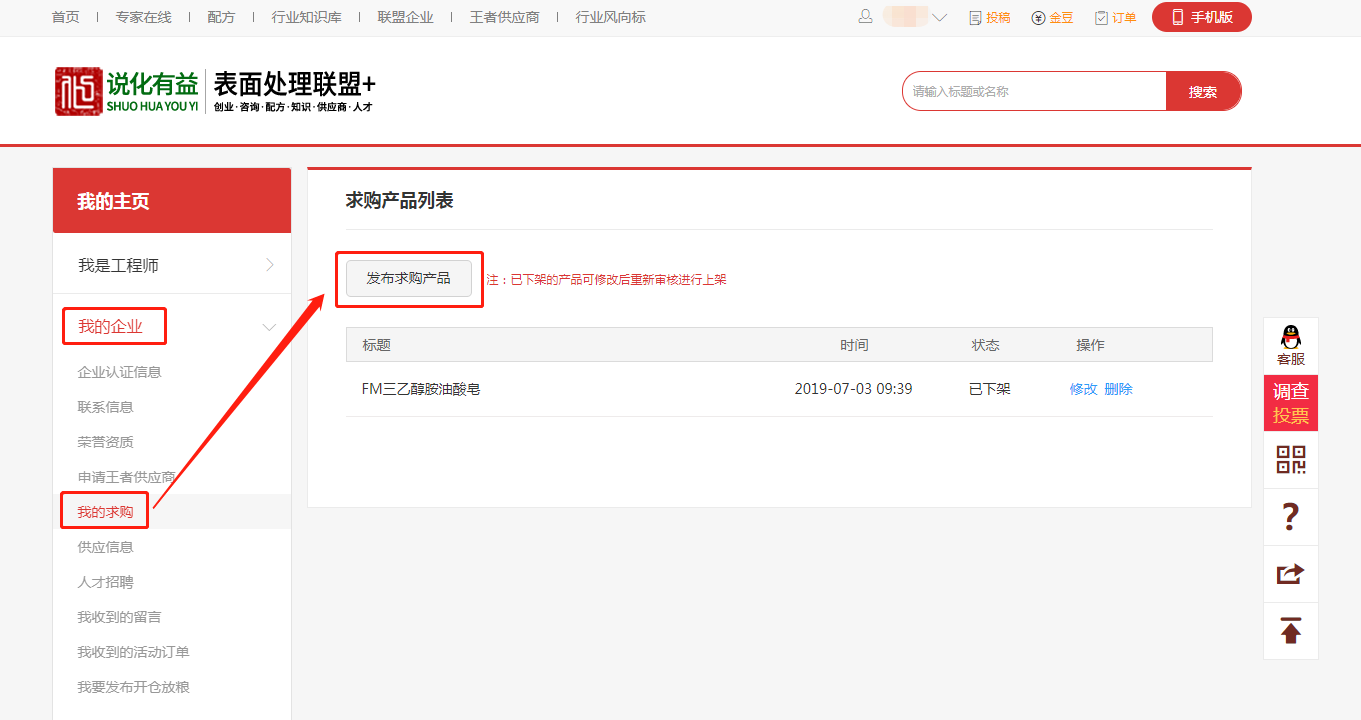 首页 | 专家在线 | 配方 | 行业知识库 | 联盟企业 | 王者供应商 | 行业风向标 投稿 金豆 订单 手机版
说化有益 表面处理联盟+
SHUO HUA YOU YI 创业·咨询·配方·知识·供应商·人才
请输入标题或名称 搜索
我的主页
我是工程师
我的企业
企业认证信息
联系信息
荣誉资质
申请王者供应商
我的求购
供应信息
人才招聘
我收到的留言
我收到的活动订单
我要发布开仓放粮
求购产品列表
发布求购产品 注：已下架的产品可修改后重新审核进行上架
标题 时间 状态 操作
FM三乙醇胺油酸皂 2019-07-03 09:39 已下架 修改 删除
客服
调查
投票
?